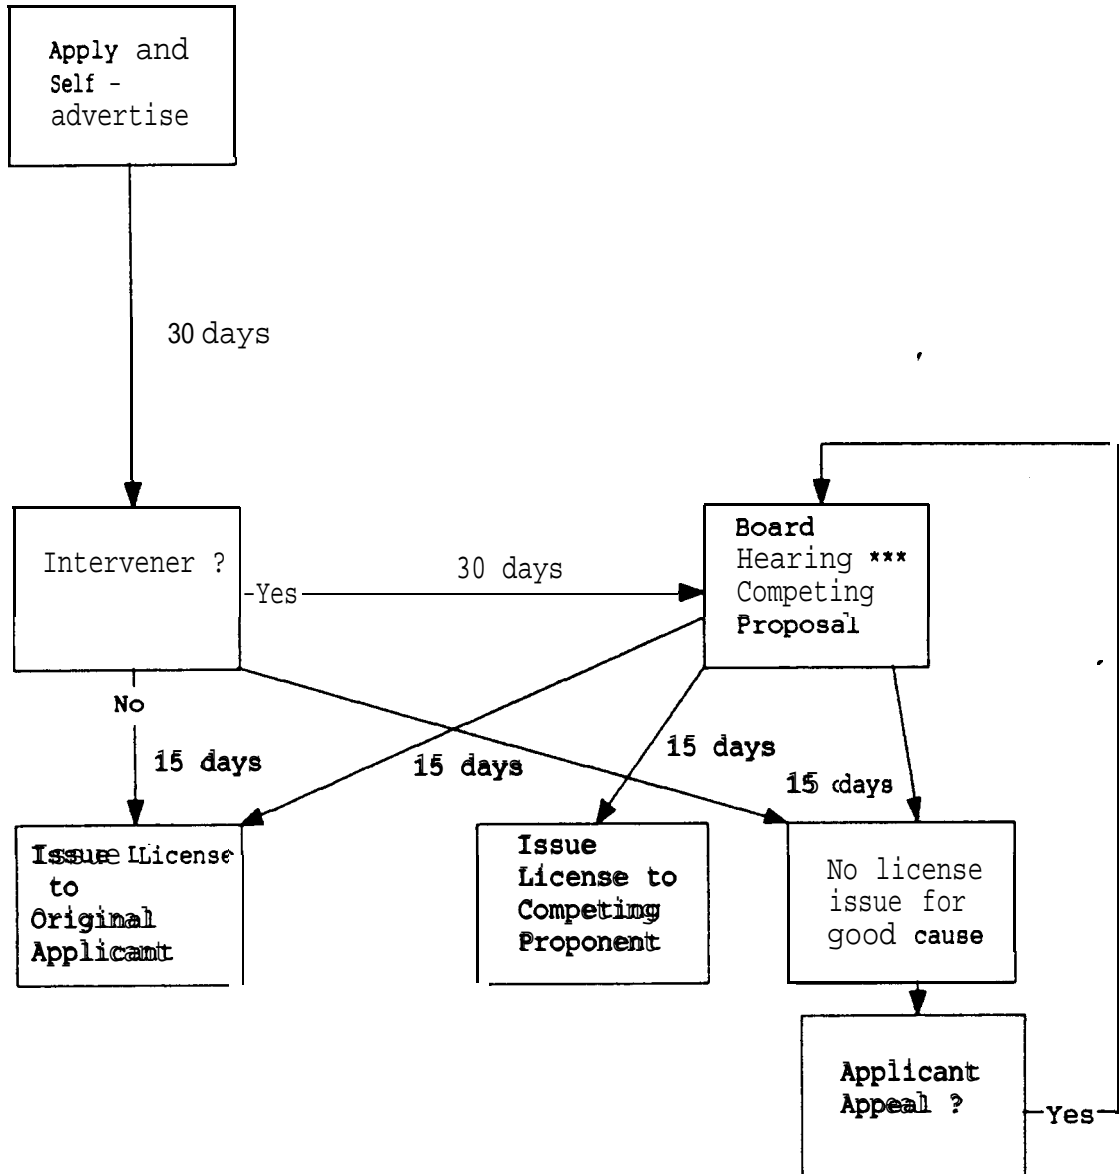 Apply and
Self -
advertise
30 days
Intervener ?
Yes
30 days
Board
Hearing ***
Competing
Proposal
No
15 days
15 days
15 days
15 days
Issue License
to
Original
Applicant
Issue
License to
Competing
Proponent
No license
issue for
good cause
Applicant
Appeal ?
Yes